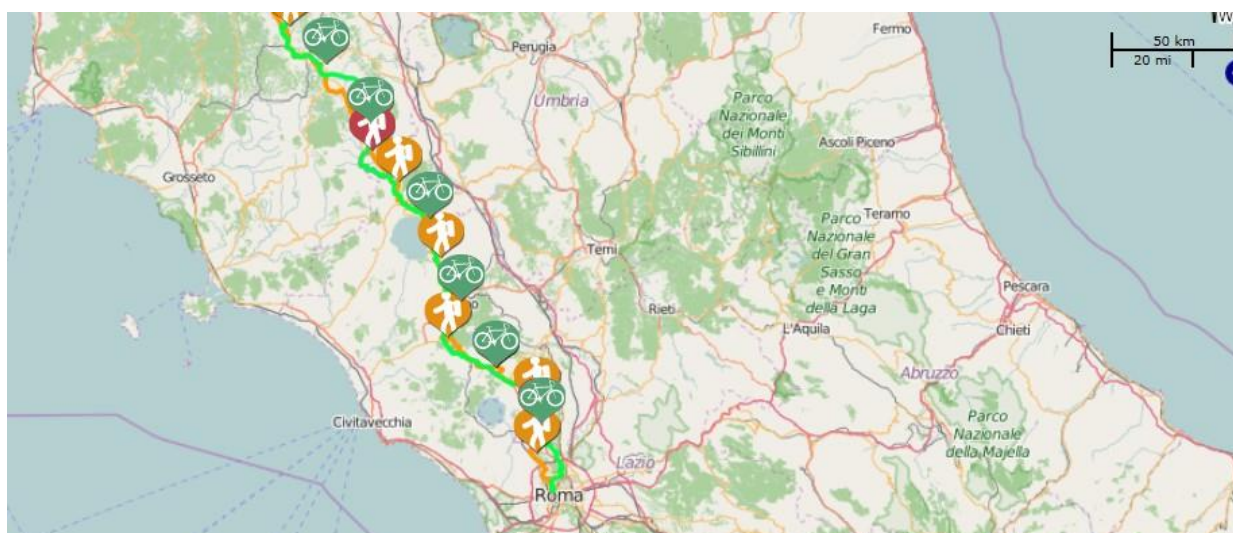 W
Fermo
50 km
20 mi
Perugia
Umbria
Parco
Nazionale
dei Monti
Sibillini
Ascoli Piceno
Grosseto
Teramo
Parco
Nazionale
del Gran
Sasso
e Monti
della Laga
Terni
Rieti
Pescara
L'Aquila
Chieti
Abruzzo
Civitavecchia
Parco
Nazionale
della Majella
Lazio
Roma